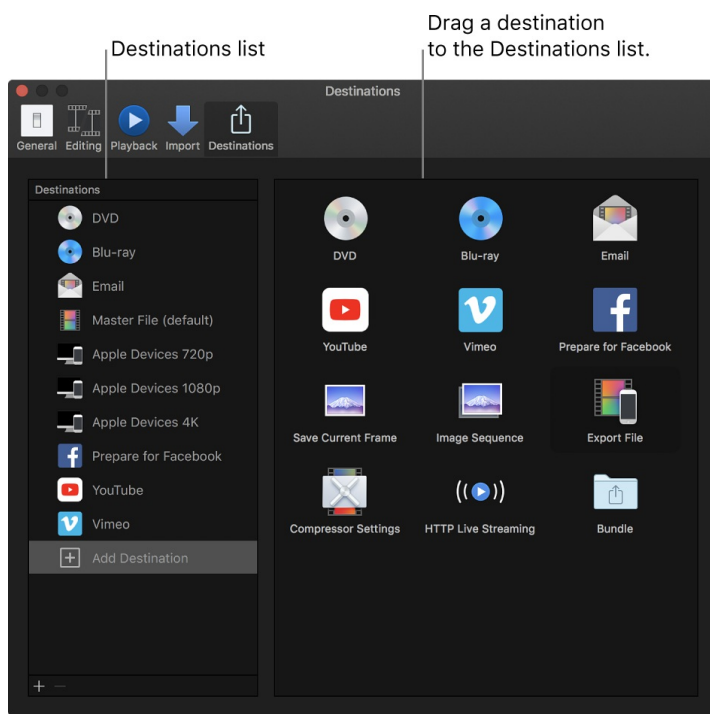 Destinations list
Drag a destination
to the Destinations list.
Destinations
General Editing Playback Import Destinations
Destinations
DVD
Blu-ray
Email
Master File (default)
Apple Devices 720p
Apple Devices 1080p
Apple Devices 4K
Prepare for Facebook
YouTube
Vimeo
Add Destination
DVD Blu-ray Email
YouTube Vimeo Prepare for Facebook
Save Current Frame Image Sequence Export File
Compressor Settings HTTP Live Streaming Bundle